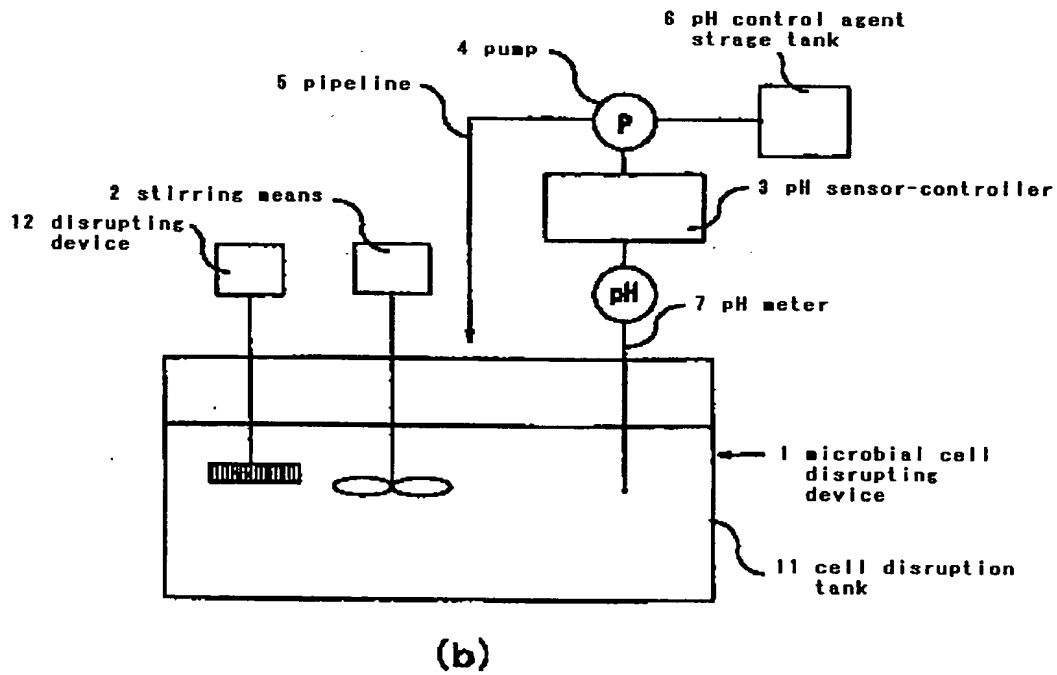 6 pH control agent
strage tank
4 pump
5 pipeline
P
2 stirring means
3 pH sensor-controller
12 disrupting
device
pH
7 pH meter
1 microbial cell
disrupting
device
11 cell disruption
tank
(b)